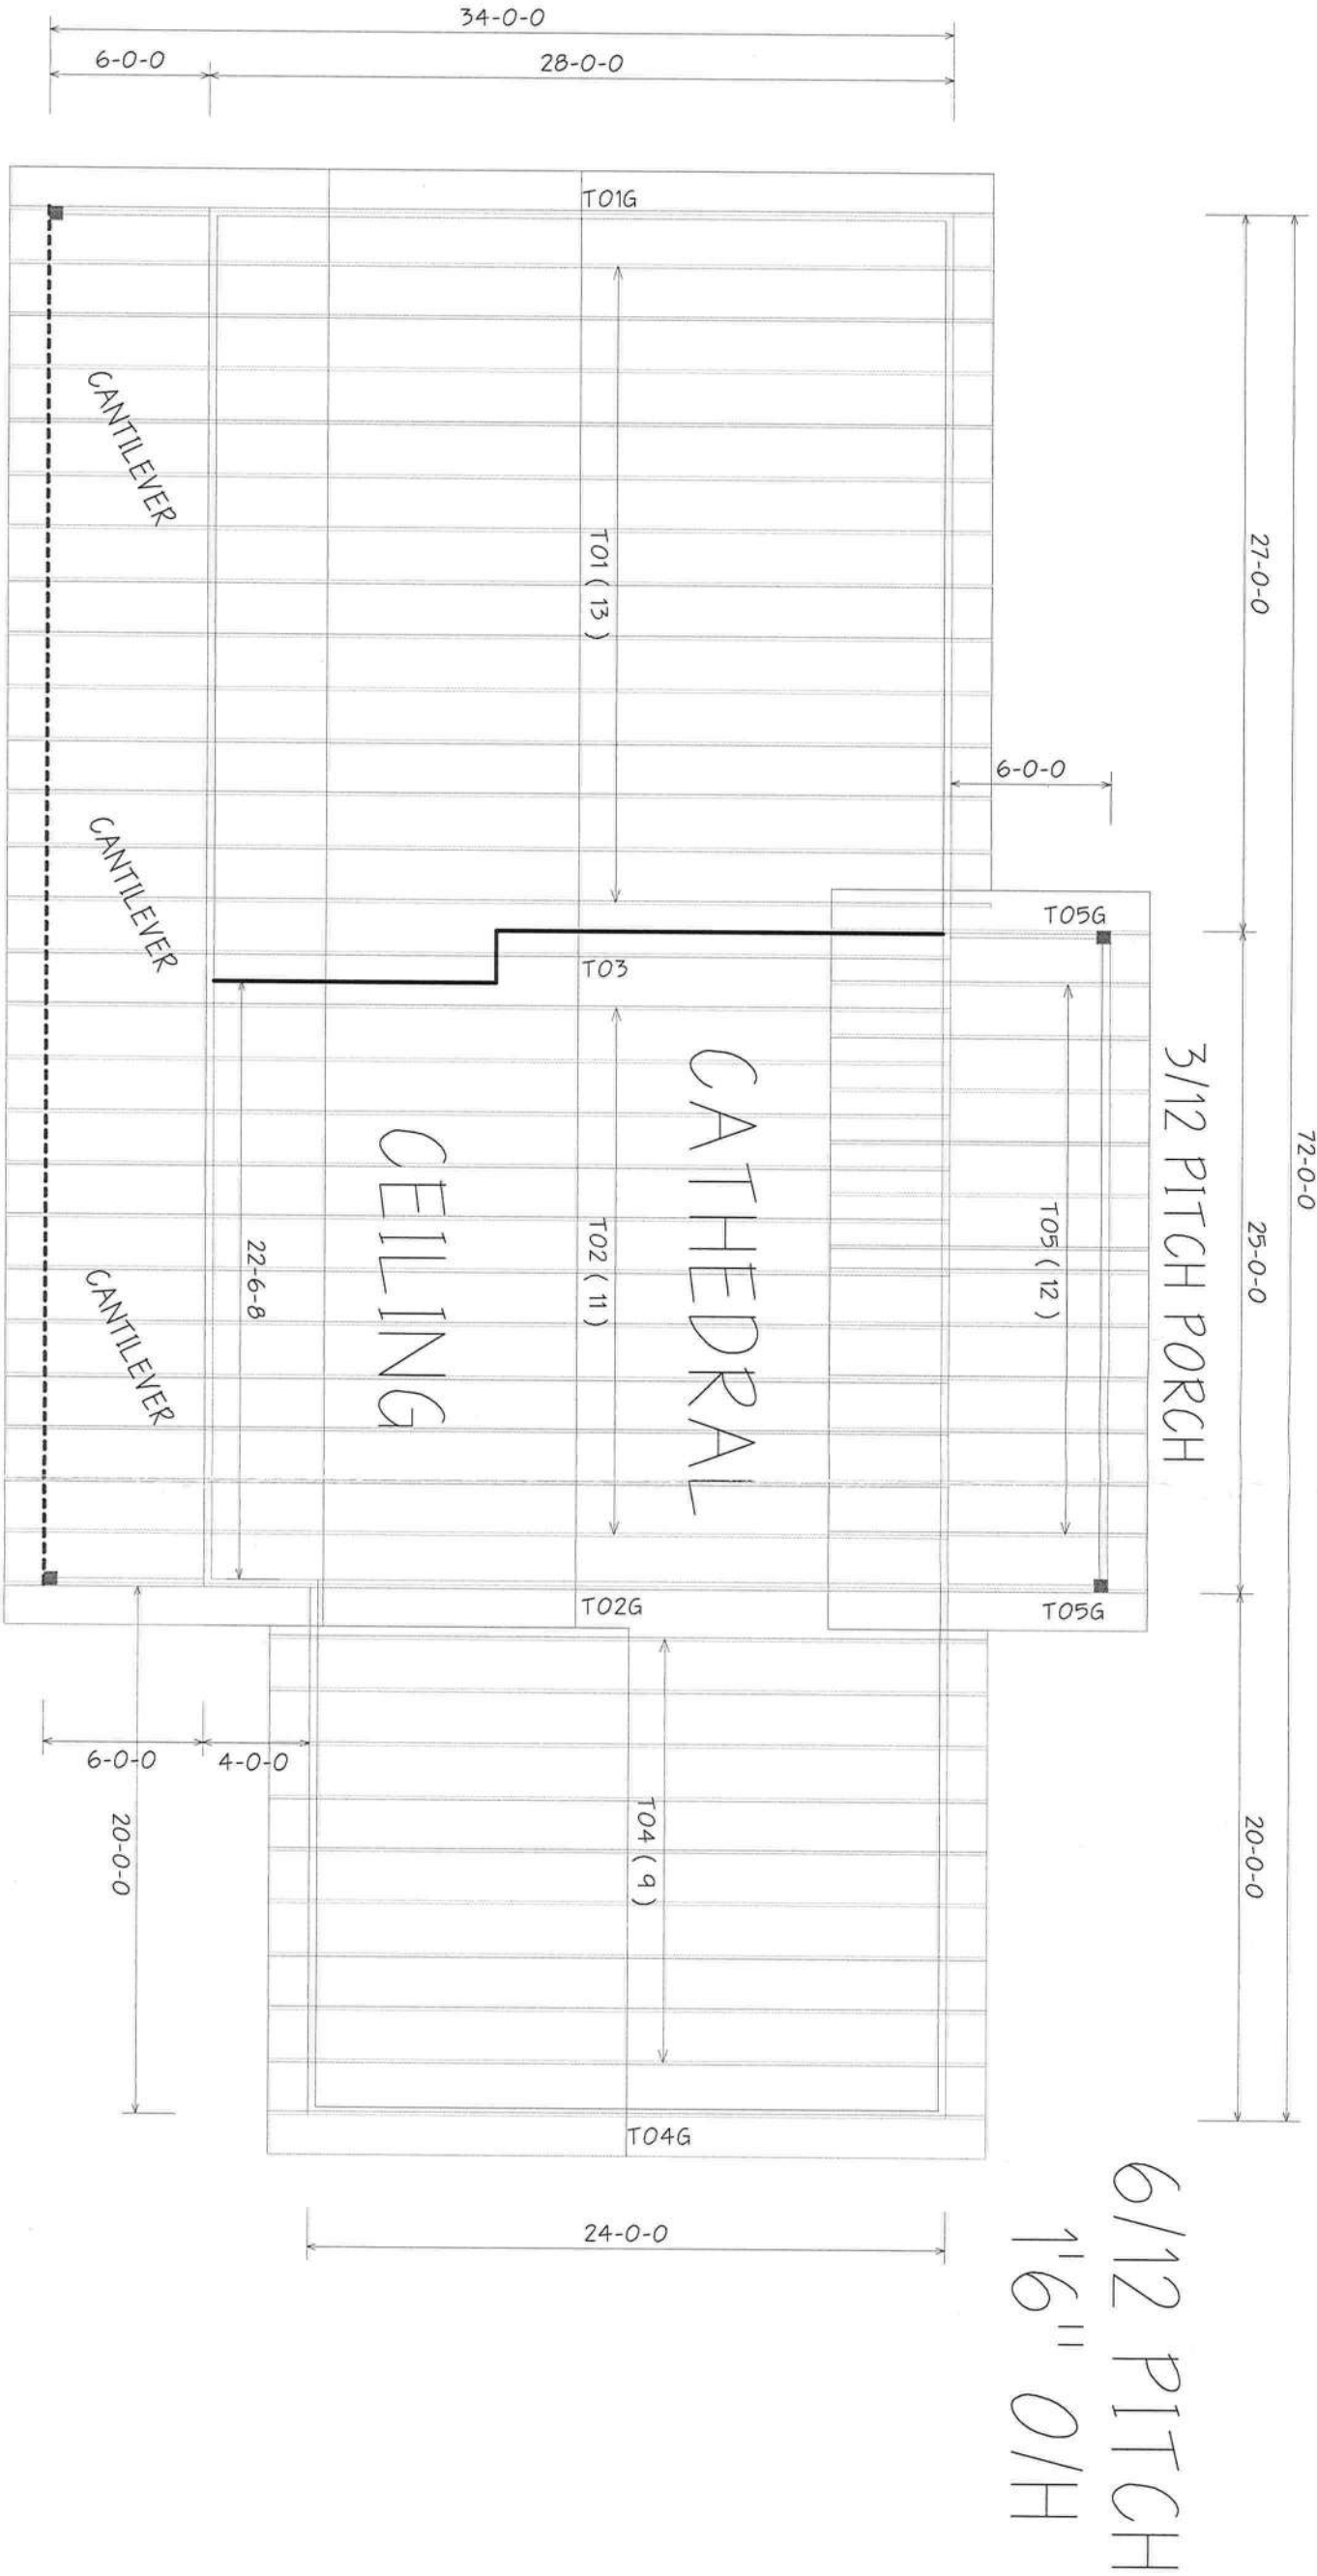 34-0-0
6-0-0
28-0-0
T01G
T01 ( 13 )
27-0-0
6-0-0
72-0-0
CANTILEVER
CANTILEVER
CANTILEVER
T03
T05G
T05 ( 12 )
T05G
3/12 PITCH PORCH
25-0-0
CATHEDRAL
CEILING
T02 ( 11 )
22-6-8
T02G
6-0-0
4-0-0
20-0-0
T04 ( 9 )
20-0-0
T04G
24-0-0
6/12 PITCH
1'6" O/H